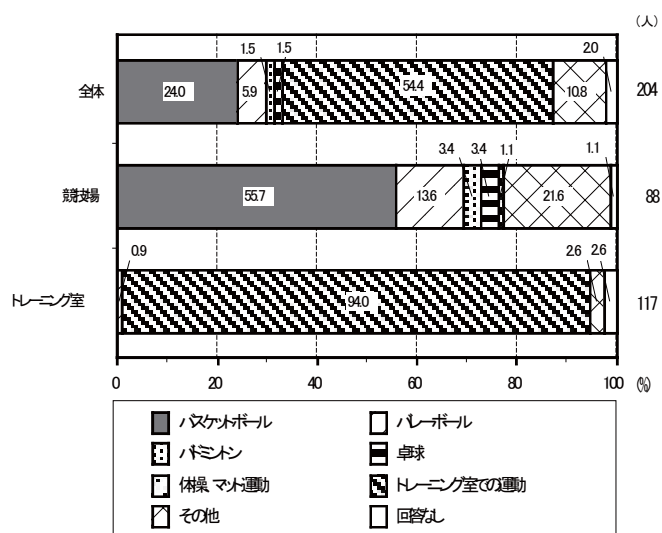 (人)
1.5 1.5 2.0
全体 24.0 5.9 54.4 10.8 204
3.4 3.4 1.1 1.1
競技場 55.7 13.6 21.6 88
0.9 2.6 2.6
トレーニング室 94.0 117
0 20 40 60 80 100 (%)
バスケットボール バレーボール
バドミントン 卓球
体操、マット運動 トレーニング室での運動
その他 回答なし